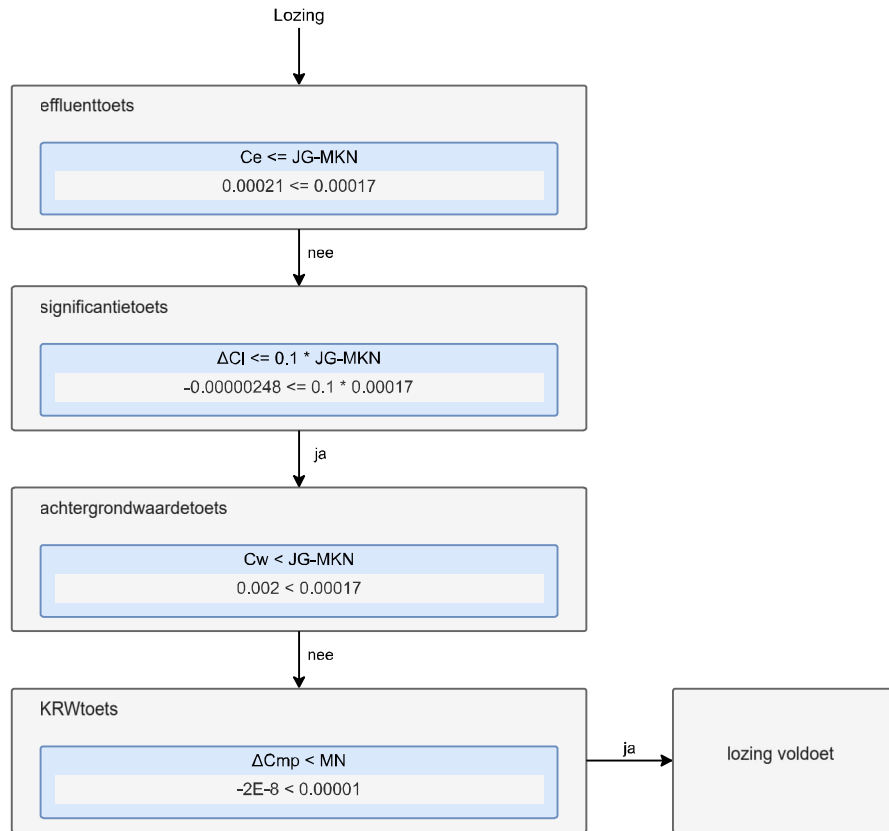 Lozing
effluenttoets
Ce <= JG-MKN
0.00021 <= 0.00017
nee
significantietoets
ΔCl <= 0.1 * JG-MKN
-0.00000248 <= 0.1 * 0.00017
ja
achtergrondwaardetoets
Cw < JG-MKN
0.002 < 0.00017
nee
KRWtoets
ΔCmp < MN
-2E-8 < 0.00001
ja
lozing voldoet